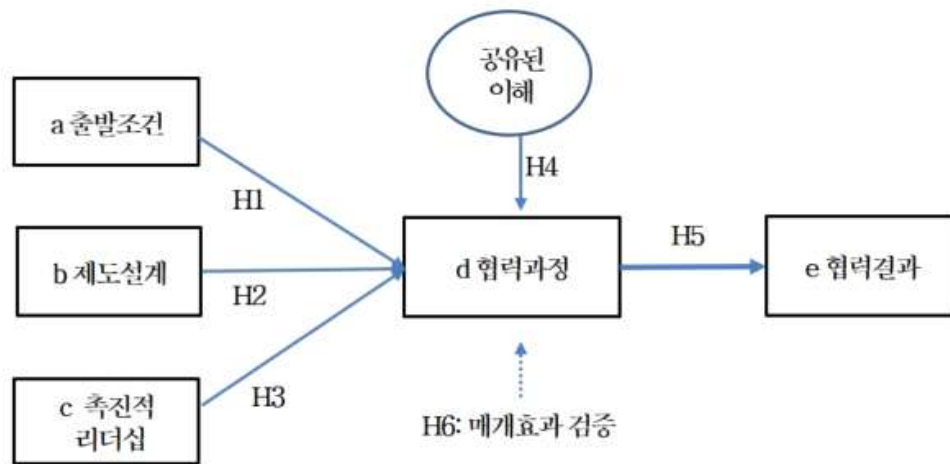 공유된
이해
a 출발조건
H4
H1
H5
b 제도설계
d 협력과정
e 협력결과
H2
H3
c 촉진적
리더십
H6: 매개효과 검증